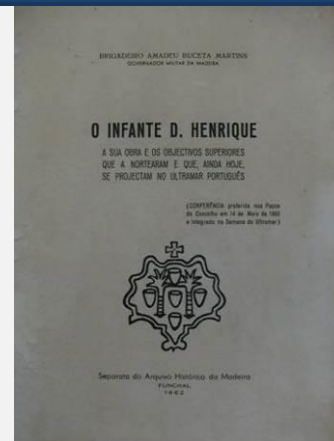 BRIGADEIRO AMADEU BUCETA MARTINS
GOVERNADOR MILITAR DA MADEIRA
O INFANTE D. HENRIQUE
A SUA OBRA E OS OBJECTIVOS SUPERIORES
QUE A NORTEARAM E QUE, AINDA HOJE,
SE PROJECTAM NO ULTRAMAR PORTUGUÊS
(CONFERÊNCIA proferida nos Paços
do Concelho em 14 de Maio de 1960
e integrada na Semana do Ultramar)
Separata do Arquivo Histórico da Madeira
FUNCHAL
1962